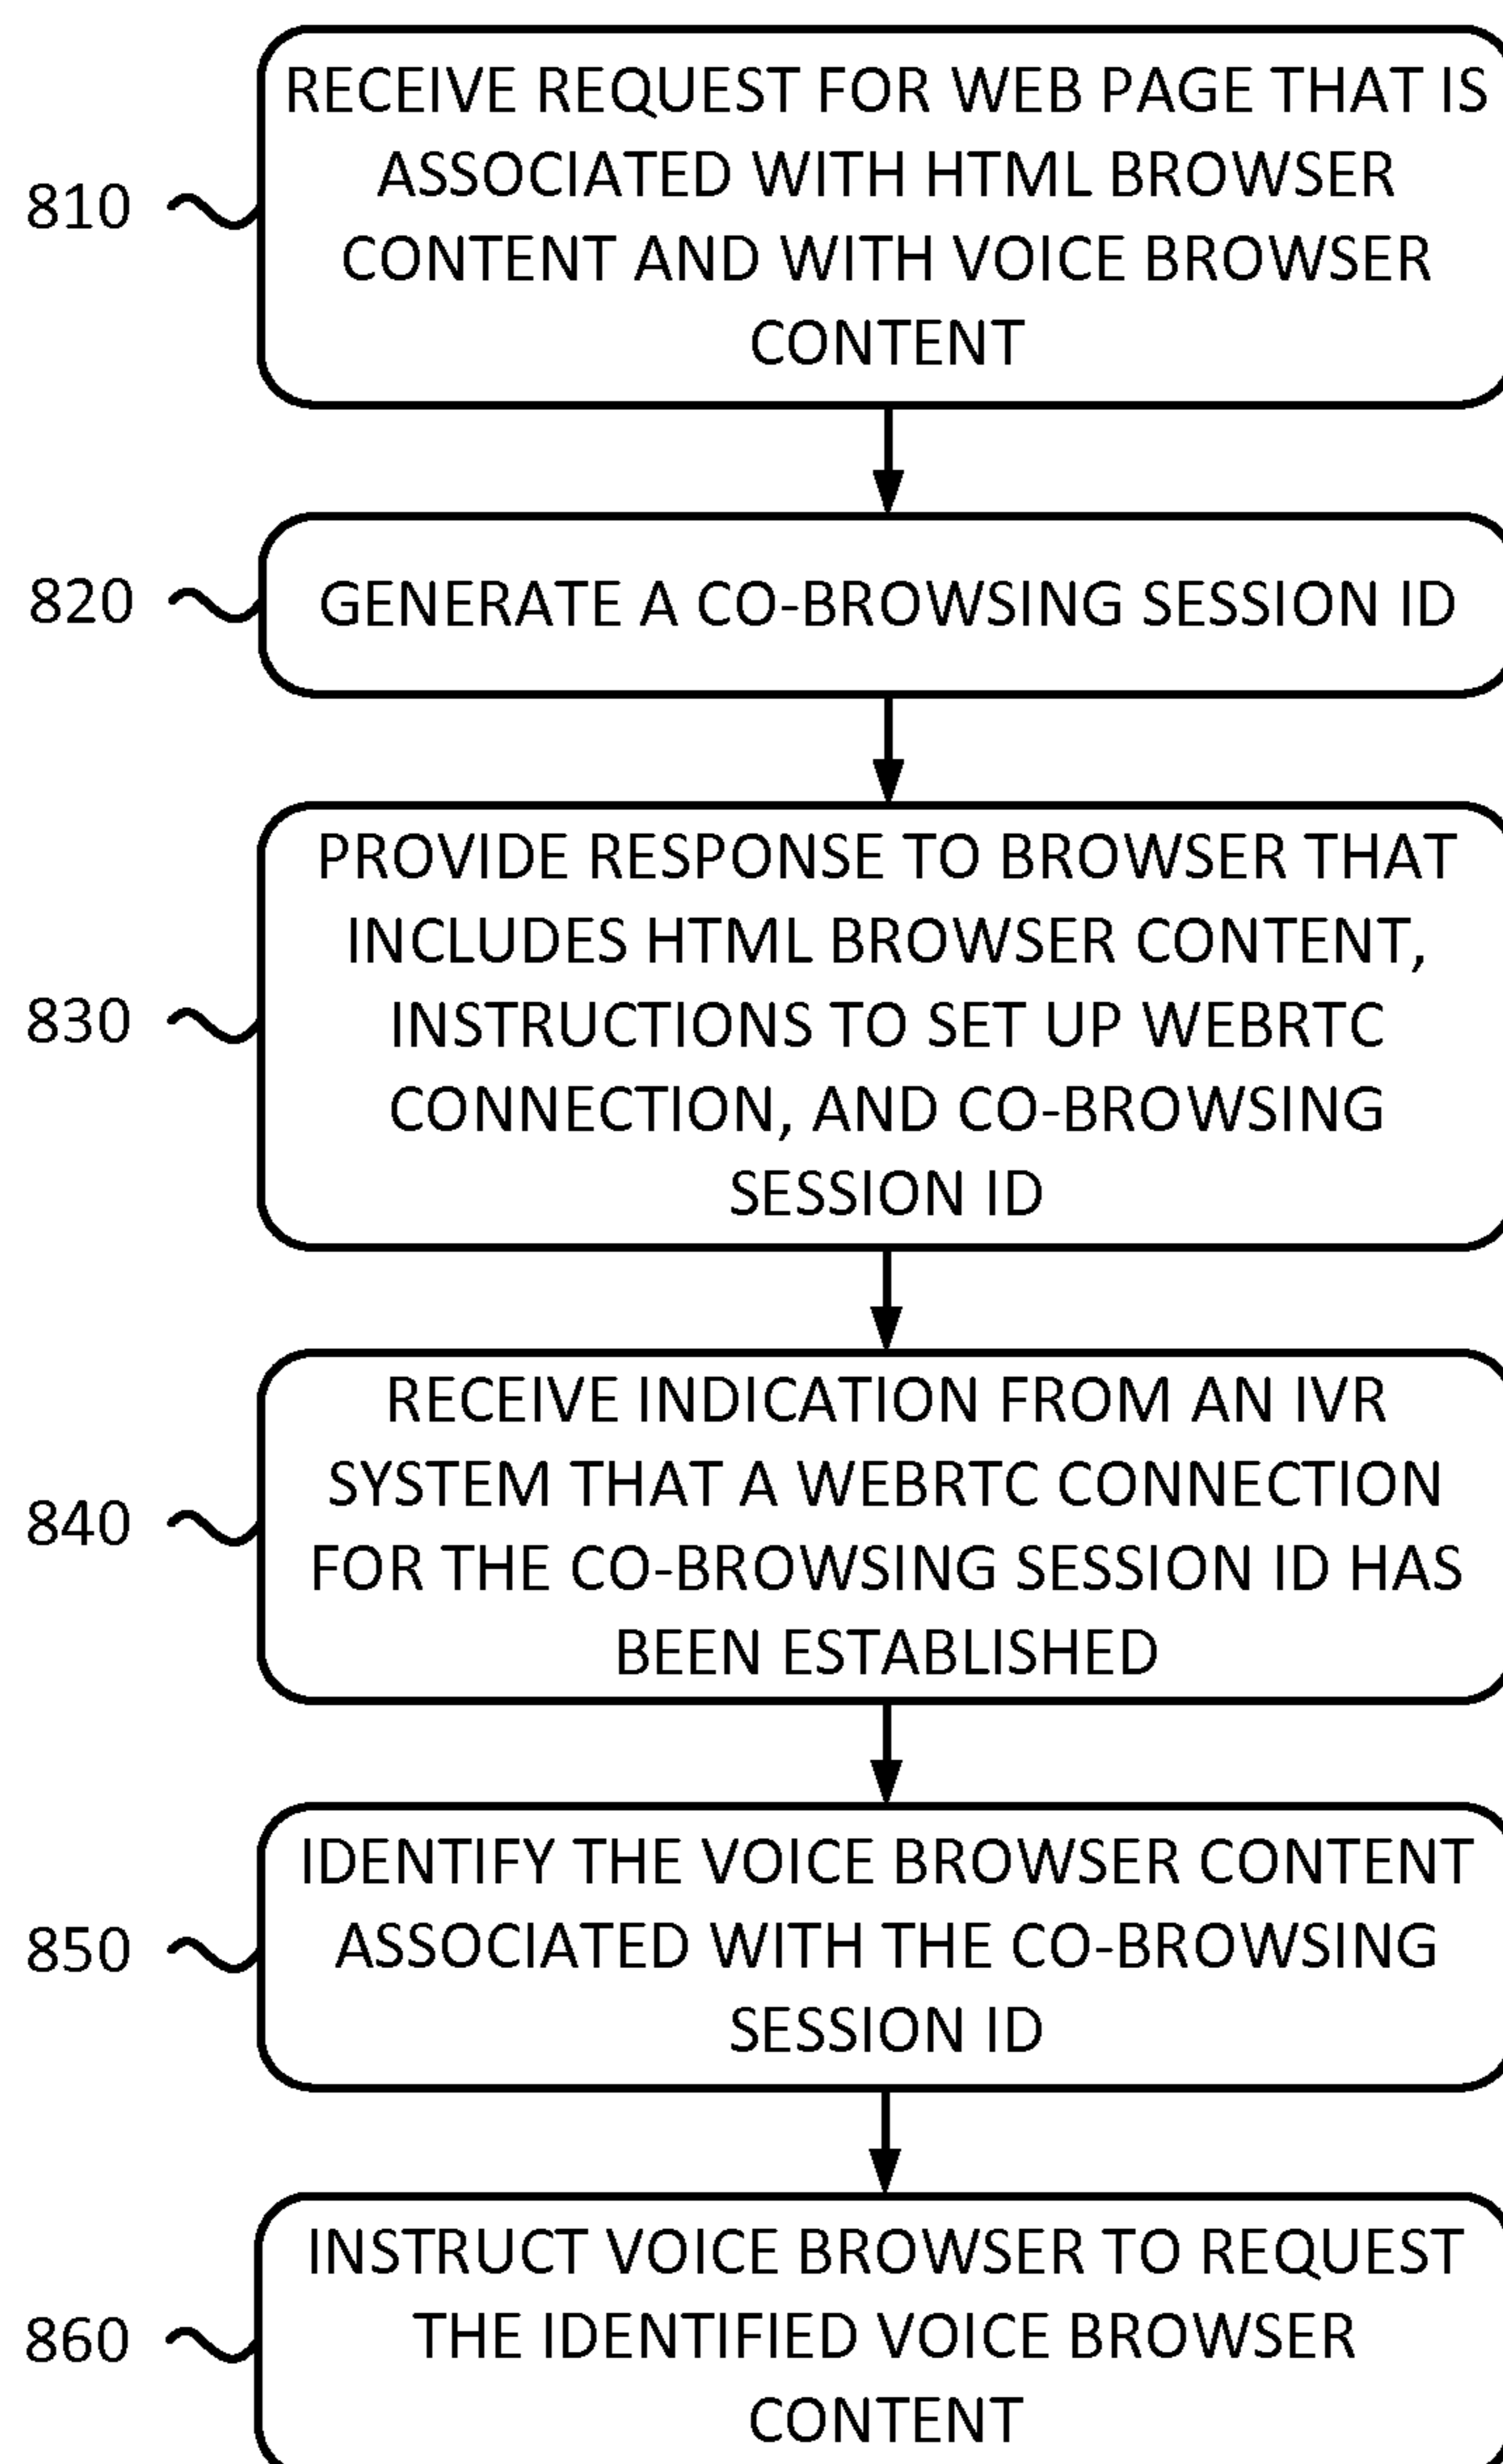 RECEIVE REQUEST FOR WEB PAGE THAT IS
ASSOCIATED WITH HTML BROWSER
810
CONTENT AND WITH VOICE BROWSER
CONTENT
820
GENERATE A CO-BROWSING SESSION ID
PROVIDE RESPONSE TO BROWSER THAT
INCLUDES HTML BROWSER CONTENT,
830
INSTRUCTIONS TO SET UP WEBRTC
CONNECTION, AND CO-BROWSING
SESSION ID
RECEIVE INDICATION FROM AN IVR
SYSTEM THAT A WEBRTC CONNECTION
840
FOR THE CO-BROWSING SESSION ID HAS
BEEN ESTABLISHED
IDENTIFY THE VOICE BROWSER CONTENT
850
ASSOCIATED WITH THE CO-BROWSING
SESSION ID
INSTRUCT VOICE BROWSER TO REQUEST
860
THE IDENTIFIED VOICE BROWSER
CONTENT